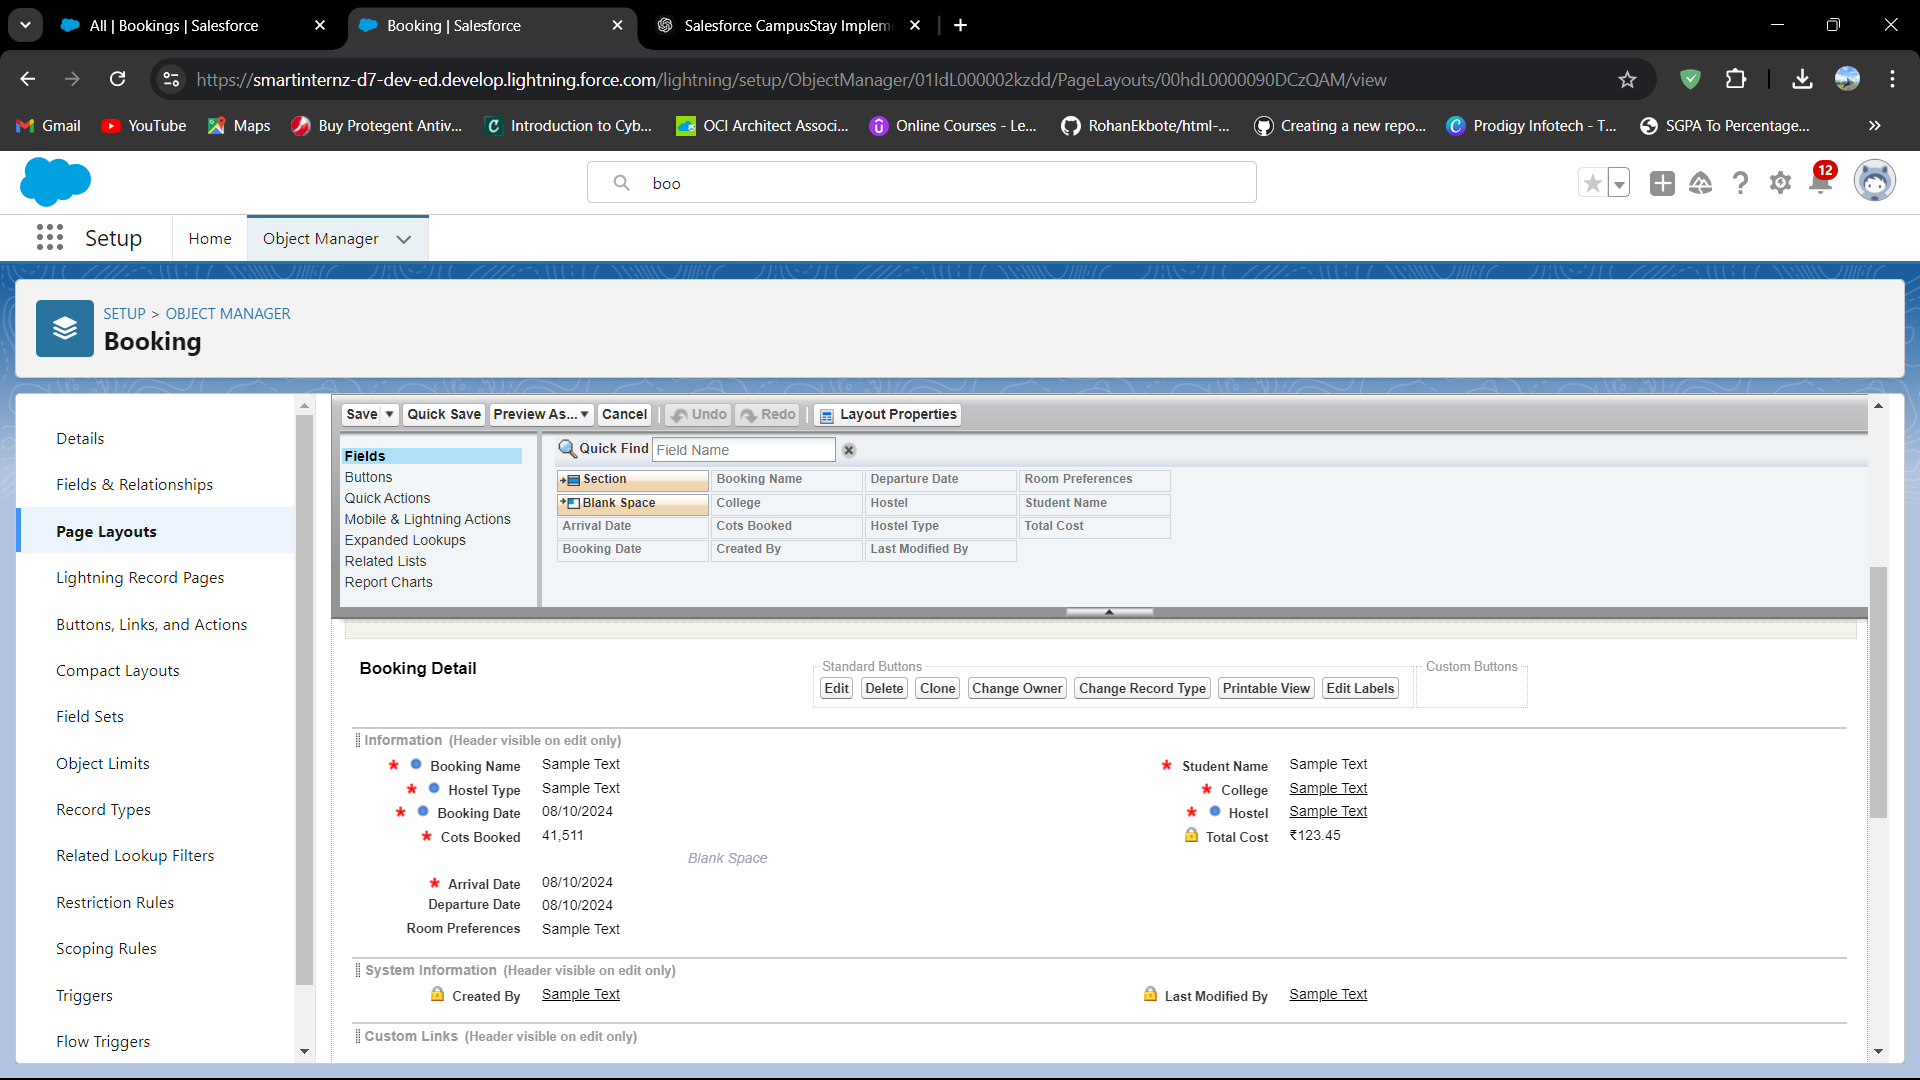 All | Bookings | Salesforce
Booking | Salesforce
Salesforce CampusStay Implem
https://smartinternz-d7-dev-ed.develop.lightning.force.com/lightning/setup/ObjectManager/01IdL000002kzdd/PageLayouts/00hdL0000090DCzQAM/view
Gmail YouTube Maps Buy Protegent Antiv... Introduction to Cyb... OCI Architect Associ... Online Courses - Le... RohanEkbote/html-... Creating a new repo... Prodigy Infotech - T... SGPA To Percentage... »
boo
12
Setup Home Object Manager
SETUP > OBJECT MANAGER
Booking
Details
Fields & Relationships
Page Layouts
Lightning Record Pages
Buttons, Links, and Actions
Compact Layouts
Field Sets
Object Limits
Record Types
Related Lookup Filters
Restriction Rules
Scoping Rules
Triggers
Flow Triggers
Save Quick Save Preview As... Cancel Undo Redo Layout Properties
Fields
Buttons
Quick Actions
Mobile & Lightning Actions
Expanded Lookups
Related Lists
Report Charts
Quick Find Field Name
Section Booking Name Departure Date Room Preferences
Blank Space College Hostel Student Name
Arrival Date Cots Booked Hostel Type Total Cost
Booking Date Created By Last Modified By
Booking Detail
Standard Buttons
Edit Delete Clone Change Owner Change Record Type Printable View Edit Labels
Custom Buttons
Information (Header visible on edit only)
* Booking Name Sample Text * Student Name Sample Text
* Hostel Type Sample Text * College Sample Text
* Booking Date 08/10/2024 * Hostel Sample Text
* Cots Booked 41,511 Total Cost ₹123.45
Blank Space
* Arrival Date 08/10/2024
Departure Date 08/10/2024
Room Preferences Sample Text
System Information (Header visible on edit only)
Created By Sample Text Last Modified By Sample Text
Custom Links (Header visible on edit only)